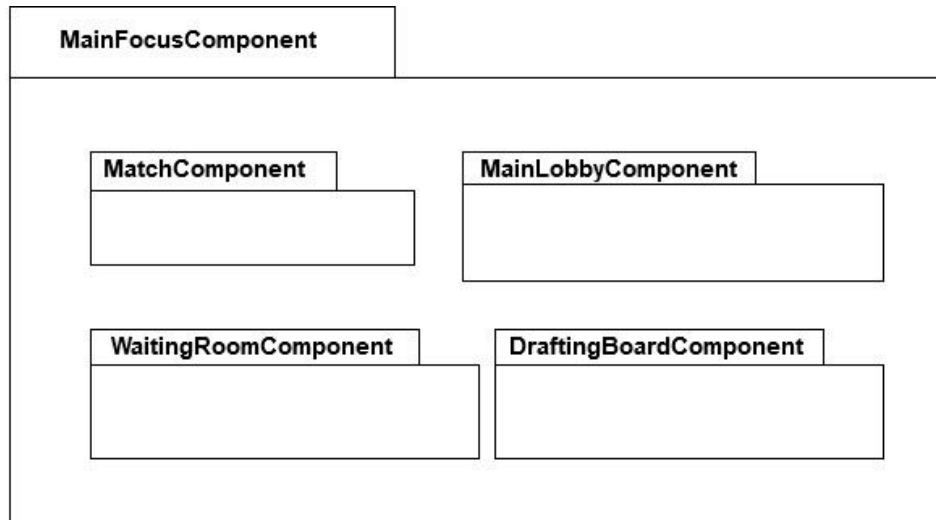 MainFocusComponent
MatchComponent
MainLobbyComponent
WaitingRoomComponent
DraftingBoardComponent